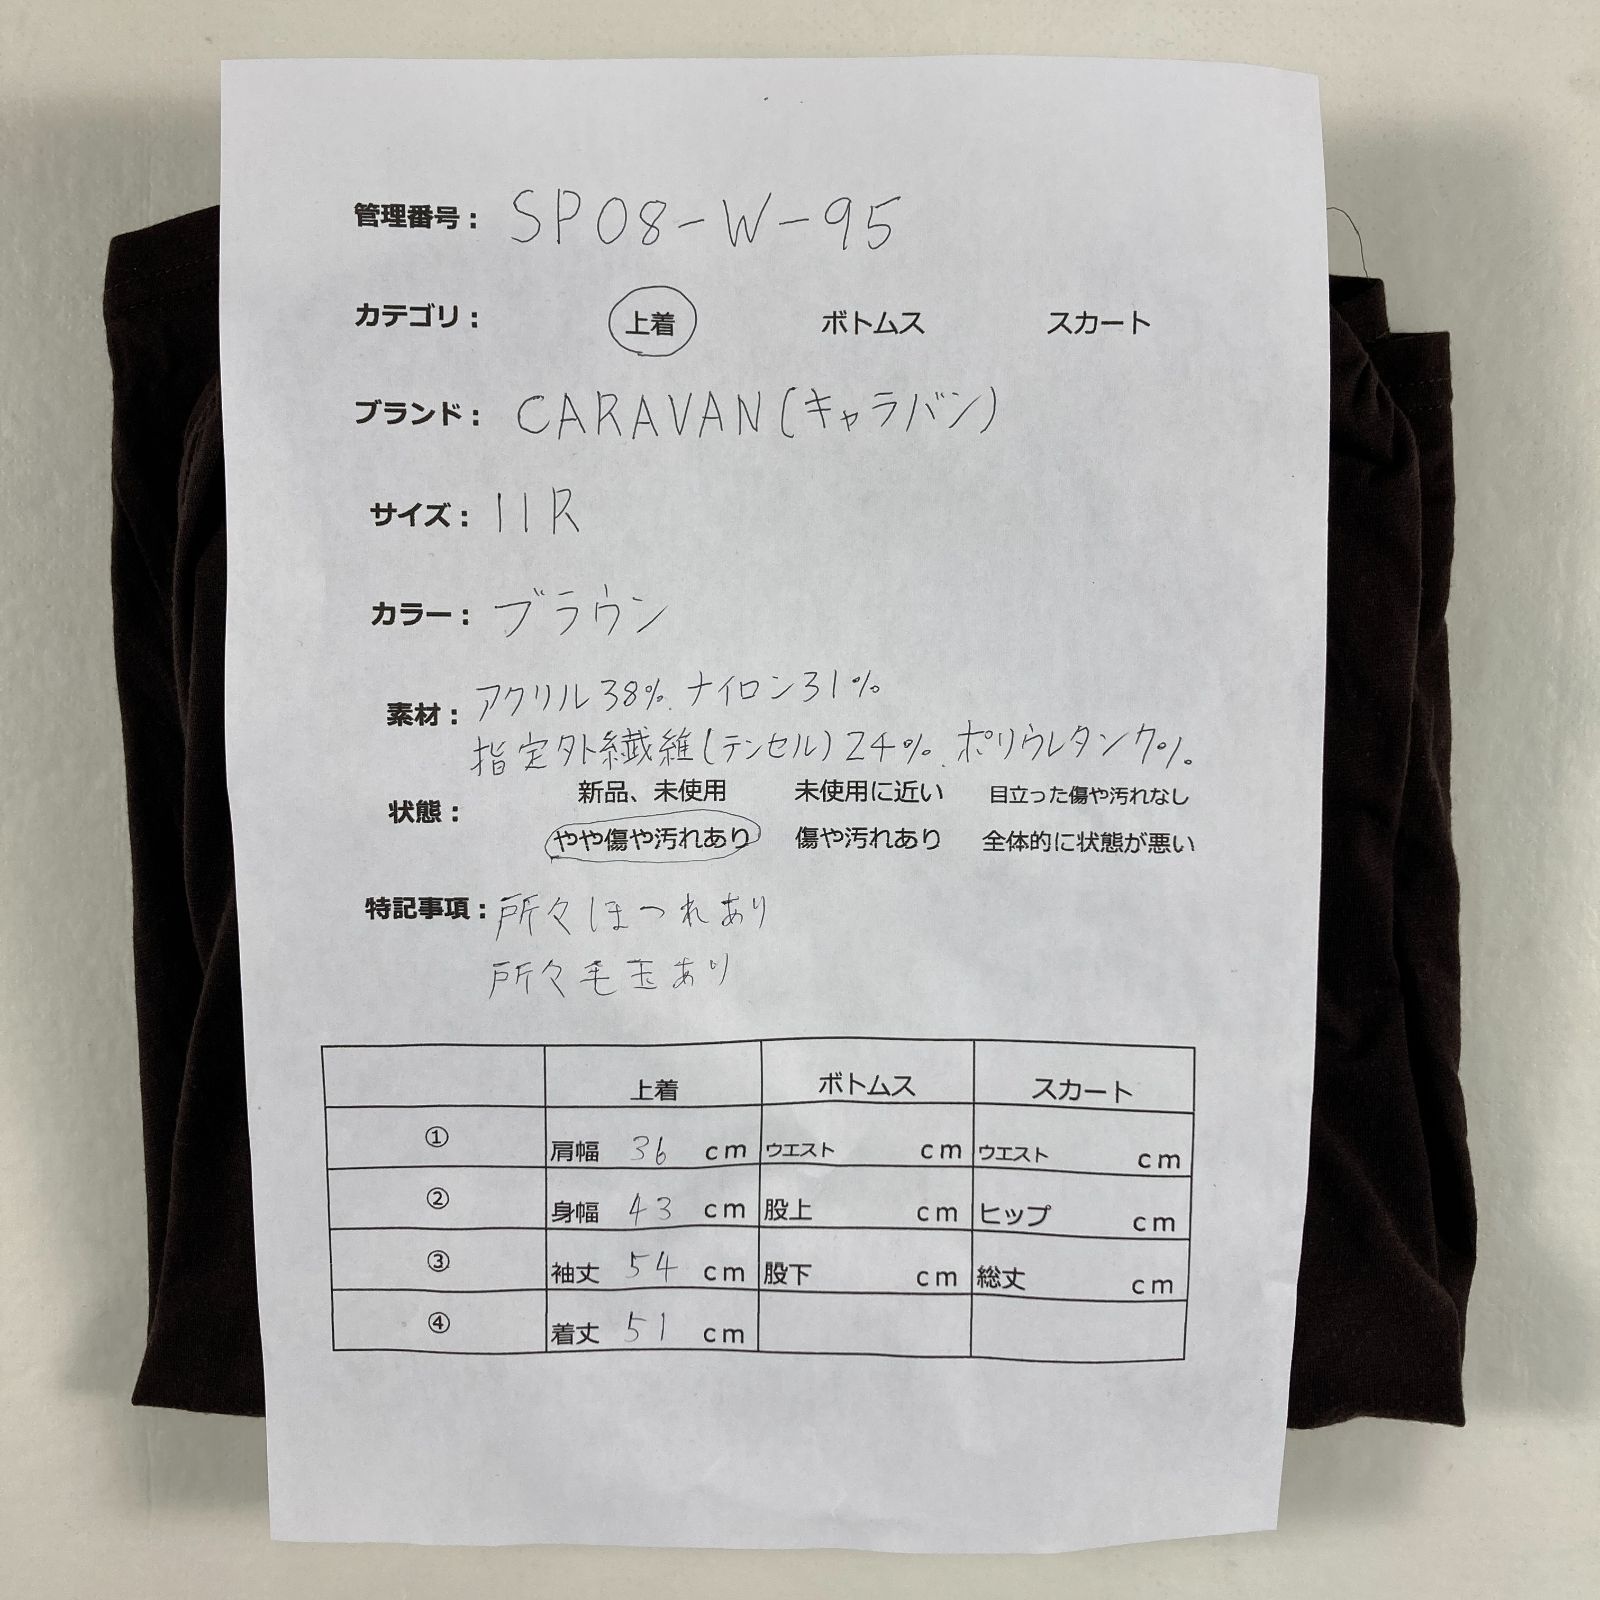 管理番号： SP08-W-95
カテゴリ： 上着 ボトムス スカート
ブランド： CARAVAN(キャラバン)
サイズ： 11R
カラー： ブラウン
素材： アクリル38%、ナイロン31%
指定外繊維(テンセル)24%、ポリウレタン7%
状態： 新品、未使用 未使用に近い 目立った傷や汚れなし
やや傷や汚れあり 傷や汚れあり 全体的に状態が悪い
特記事項： 所々ほつれあり
所々毛玉あり
上着 ボトムス スカート
① 肩幅 36 cm ウエスト cm ウエスト cm
② 身幅 43 cm 股上 cm ヒップ cm
③ 袖丈 54 cm 股下 cm 総丈 cm
④ 着丈 51 cm